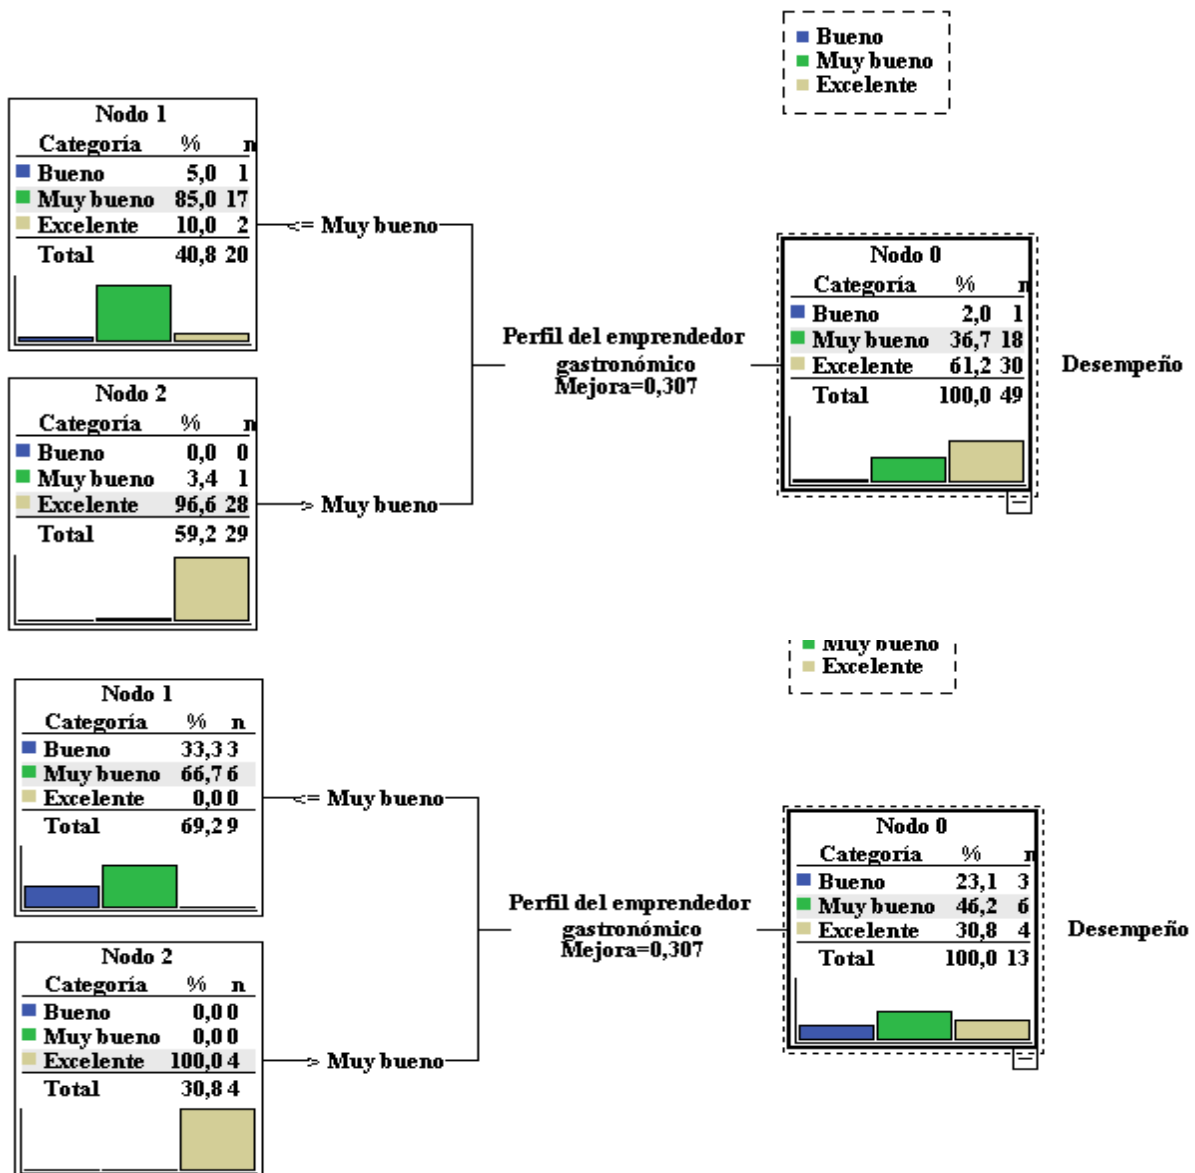 Bueno
Muy bueno
Excelente
Nodo 1
Categoría % n
Bueno 5,0 1
Muy bueno 85,0 17
Excelente 10,0 2
Total 40,8 20
<= Muy bueno
Nodo 2
Categoría % n
Bueno 0,0 0
Muy bueno 3,4 1
Excelente 96,6 28
Total 59,2 29
> Muy bueno
Perfil del emprendedor
gastronómico
Mejora=0,307
Nodo 0
Categoría % n
Bueno 2,0 1
Muy bueno 36,7 18
Excelente 61,2 30
Total 100,0 49
Desempeño
Muy bueno
Excelente
Nodo 1
Categoría % n
Bueno 33,3 3
Muy bueno 66,7 6
Excelente 0,0 0
Total 69,2 9
<= Muy bueno
Nodo 2
Categoría % n
Bueno 0,0 0
Muy bueno 0,0 0
Excelente 100,0 4
Total 30,8 4
> Muy bueno
Perfil del emprendedor
gastronómico
Mejora=0,307
Nodo 0
Categoría % n
Bueno 23,1 3
Muy bueno 46,2 6
Excelente 30,8 4
Total 100,0 13
Desempeño